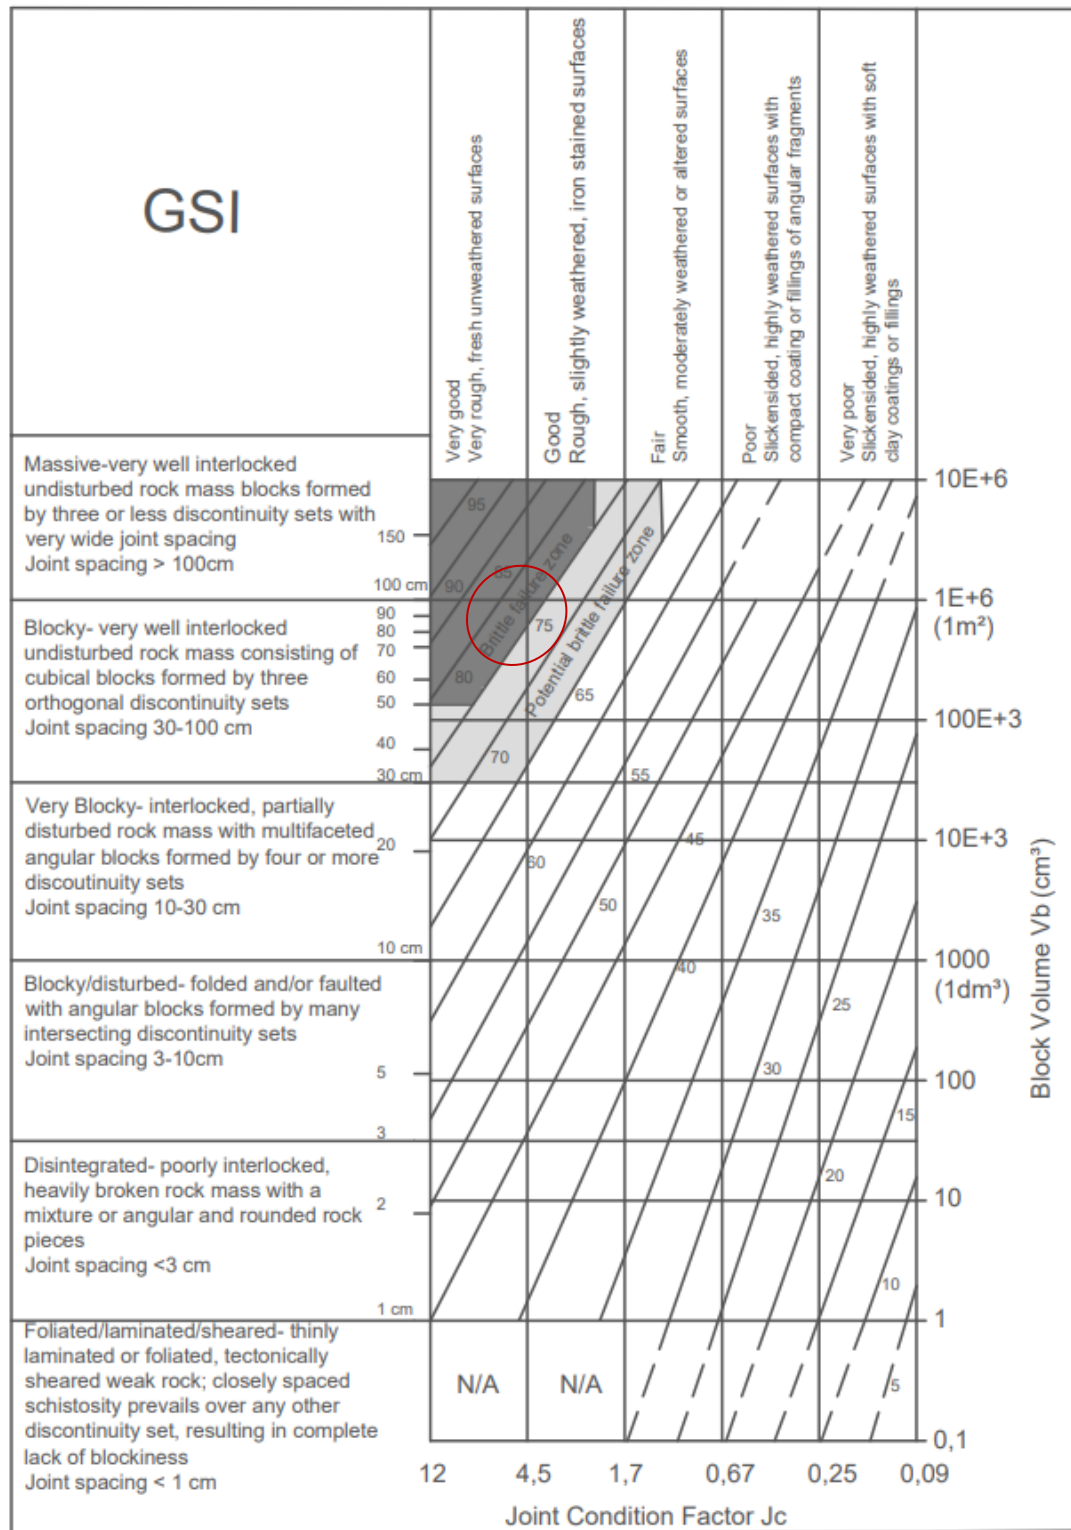 GSI
Very good
Very rough, fresh unweathered surfaces
Good
Rough, slightly weathered, iron stained surfaces
Fair
Smooth, moderately weathered or altered surfaces
Poor
Slickensided, highly weathered surfaces with
compact coating or fillings of angular fragments
Very poor
Slickensided, highly weathered surfaces with soft
clay coatings or fillings
Massive-very well interlocked
undisturbed rock mass blocks formed
by three or less discontinuity sets with
very wide joint spacing
Joint spacing > 100cm
Blocky- very well interlocked
undisturbed rock mass consisting of
cubical blocks formed by three
orthogonal discontinuity sets
Joint spacing 30-100 cm
Very Blocky- interlocked, partially
disturbed rock mass with multifaceted
angular blocks formed by four or more
discoutinuity sets
Joint spacing 10-30 cm
Blocky/disturbed- folded and/or faulted
with angular blocks formed by many
intersecting discontinuity sets
Joint spacing 3-10cm
Disintegrated- poorly interlocked,
heavily broken rock mass with a
mixture or angular and rounded rock
pieces
Joint spacing <3 cm
Foliated/laminated/sheared- thinly
laminated or foliated, tectonically
sheared weak rock; closely spaced
schistosity prevails over any other
discontinuity set, resulting in complete
lack of blockiness
Joint spacing < 1 cm
150
100 cm
90
80
70
60
50
40
30 cm
20
10 cm
5
3
2
1 cm
95
90
85
80
75
70
65
60
55
50
45
40
35
30
25
20
15
10
5
Brittle failure zone
Potential brittle failure zone
N/A
N/A
10E+6
1E+6
(1m²)
100E+3
10E+3
1000
(1dm³)
100
10
1
0,1
Block Volume Vb (cm³)
12
4,5
1,7
0,67
0,25
0,09
Joint Condition Factor Jc